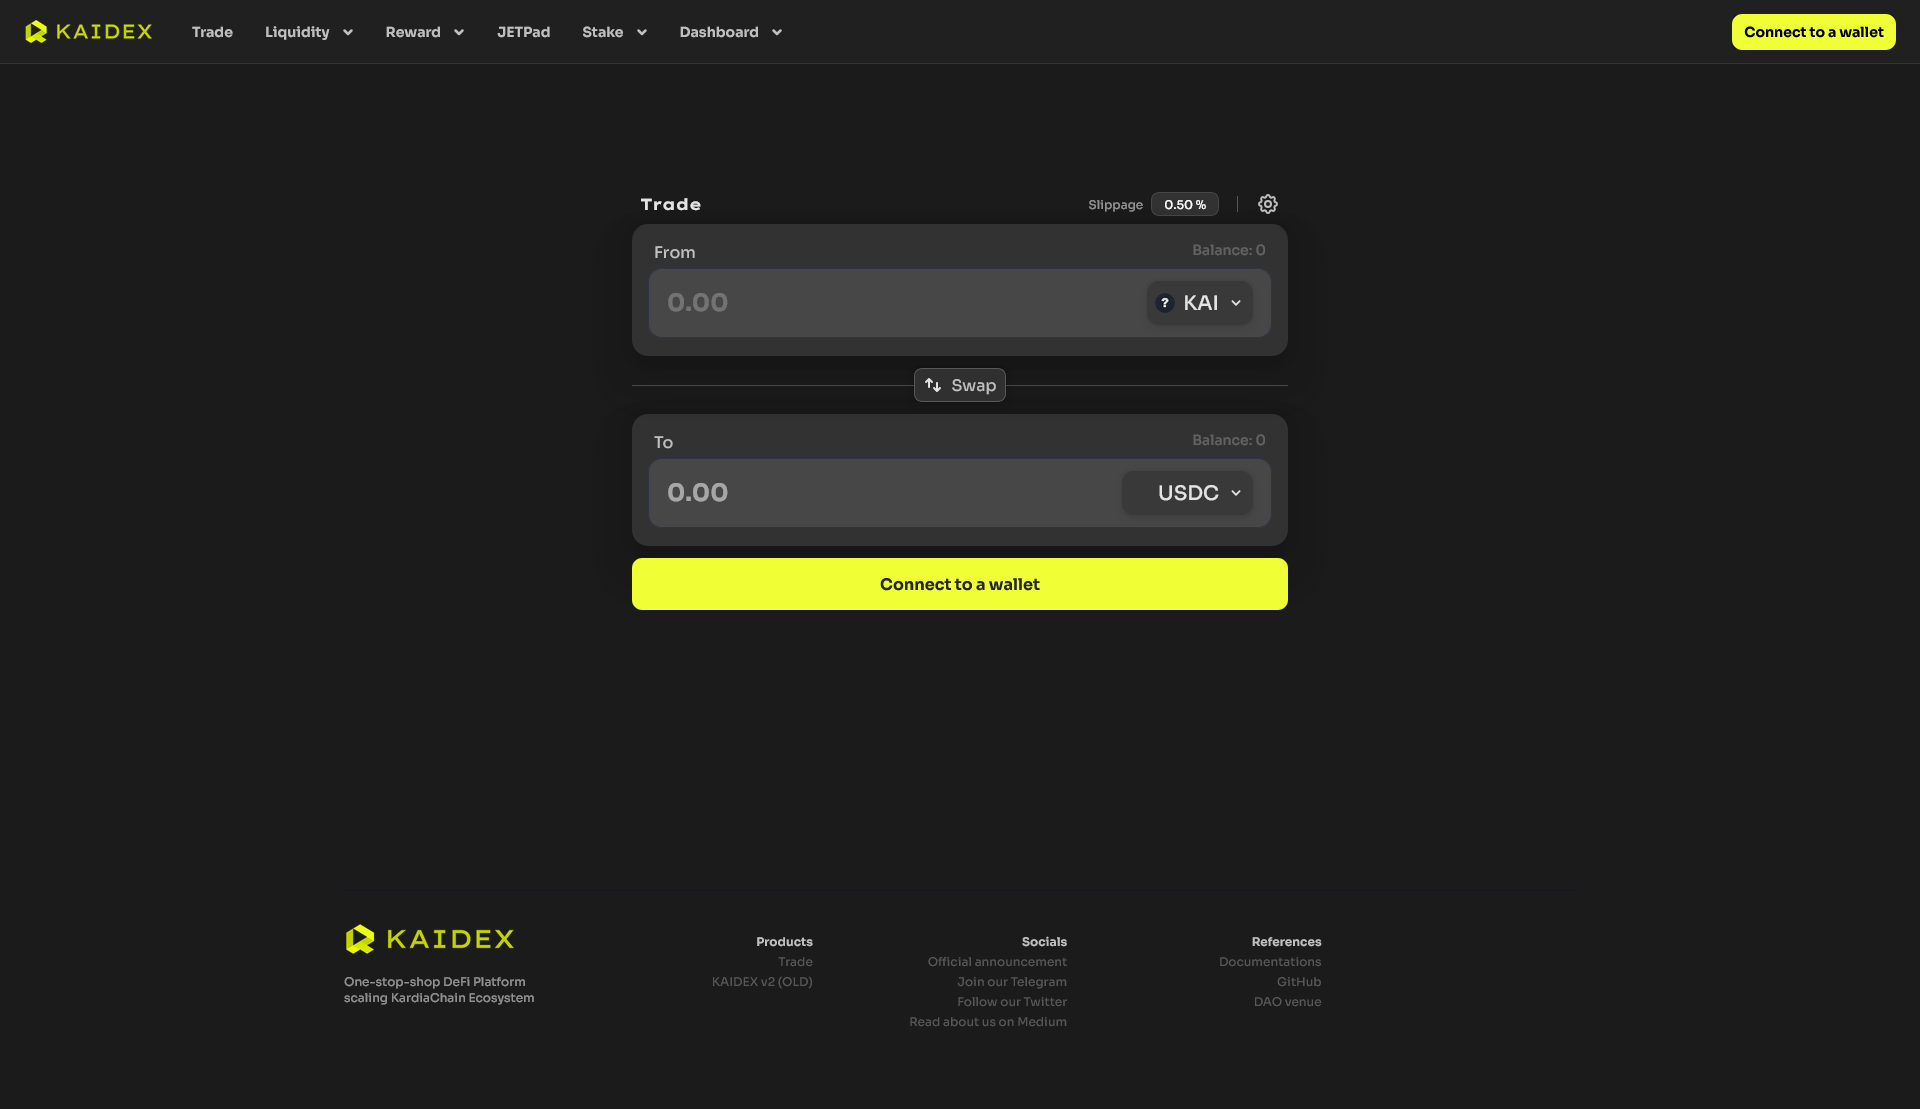 KAIDEX
Trade
Liquidity
Reward
JETPad
Stake
Dashboard
Connect to a wallet
Trade
Slippage
0.50 %
From
Balance: 0
0.00
? KAI
Swap
To
Balance: 0
0.00
USDC
Connect to a wallet
KAIDEX
One-stop-shop DeFi Platform
scaling KardiaChain Ecosystem
Products
Trade
KAIDEX v2 (OLD)
Socials
Official announcement
Join our Telegram
Follow our Twitter
Read about us on Medium
References
Documentations
GitHub
DAO venue